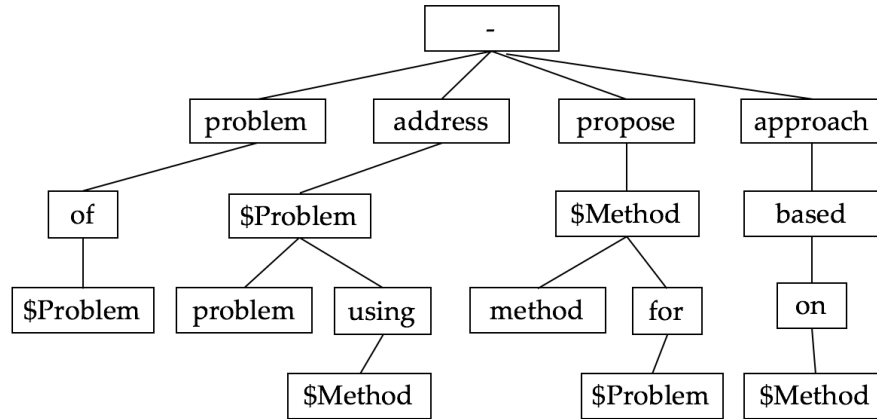 -
problem address propose approach
of $Problem $Method based
$Problem problem using method for on
$Method $Problem $Method